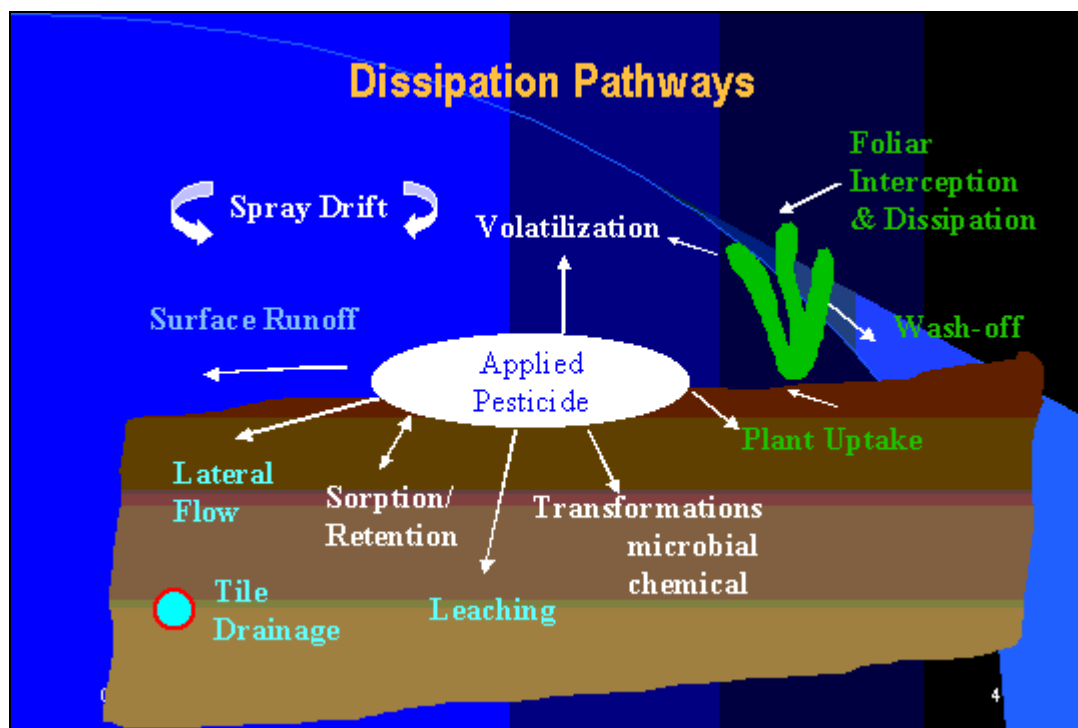 Dissipation Pathways
Foliar
Interception
& Dissipation
Spray Drift
Volatilization
Surface Runoff
Wash-off
Applied
Pesticide
Plant Uptake
Lateral
Flow
Sorption/
Retention
Transformations
microbial
chemical
Tile
Drainage
Leaching
4